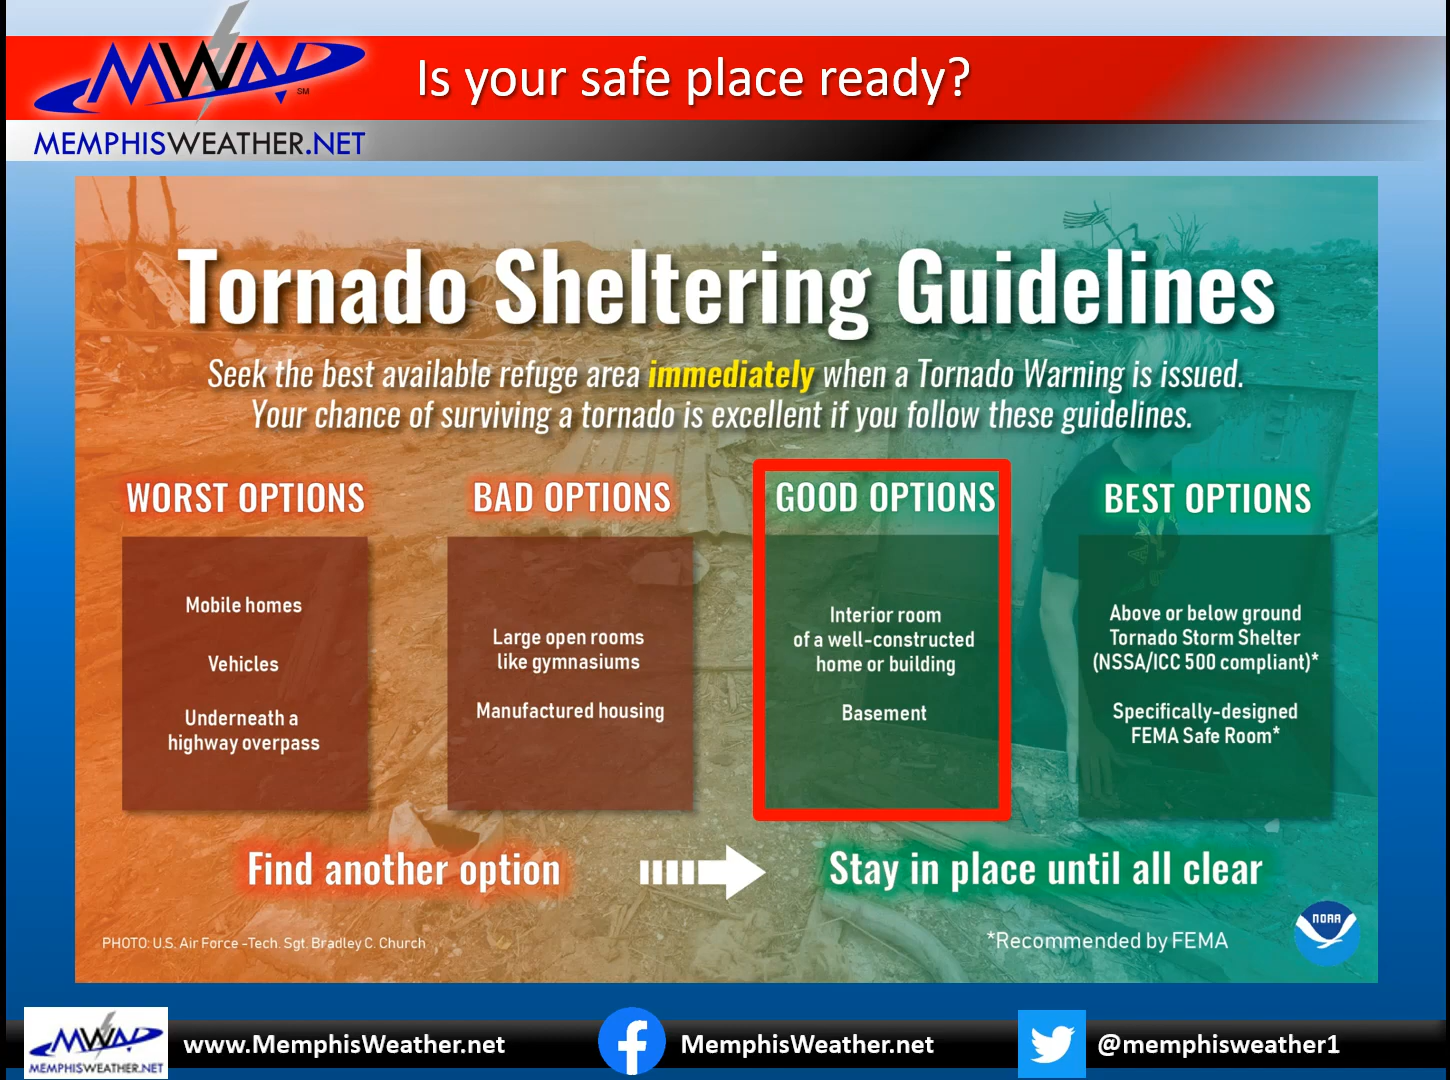 MWAP SM
MEMPHISWEATHER.NET
Is your safe place ready?
Tornado Sheltering Guidelines
Seek the best available refuge area immediately when a Tornado Warning is issued.
Your chance of surviving a tornado is excellent if you follow these guidelines.
WORST OPTIONS
Mobile homes
Vehicles
Underneath a
highway overpass
BAD OPTIONS
Large open rooms
like gymnasiums
Manufactured housing
GOOD OPTIONS
Interior room
of a well-constructed
home or building
Basement
BEST OPTIONS
Above or below ground
Tornado Storm Shelter
(NSSA/ICC 500 compliant)*
Specifically-designed
FEMA Safe Room*
Find another option
Stay in place until all clear
PHOTO: U.S. Air Force -Tech. Sgt. Bradley C. Church
*Recommended by FEMA
NOAA
MWAP
MEMPHISWEATHER.NET
www.MemphisWeather.net
MemphisWeather.net
@memphisweather1